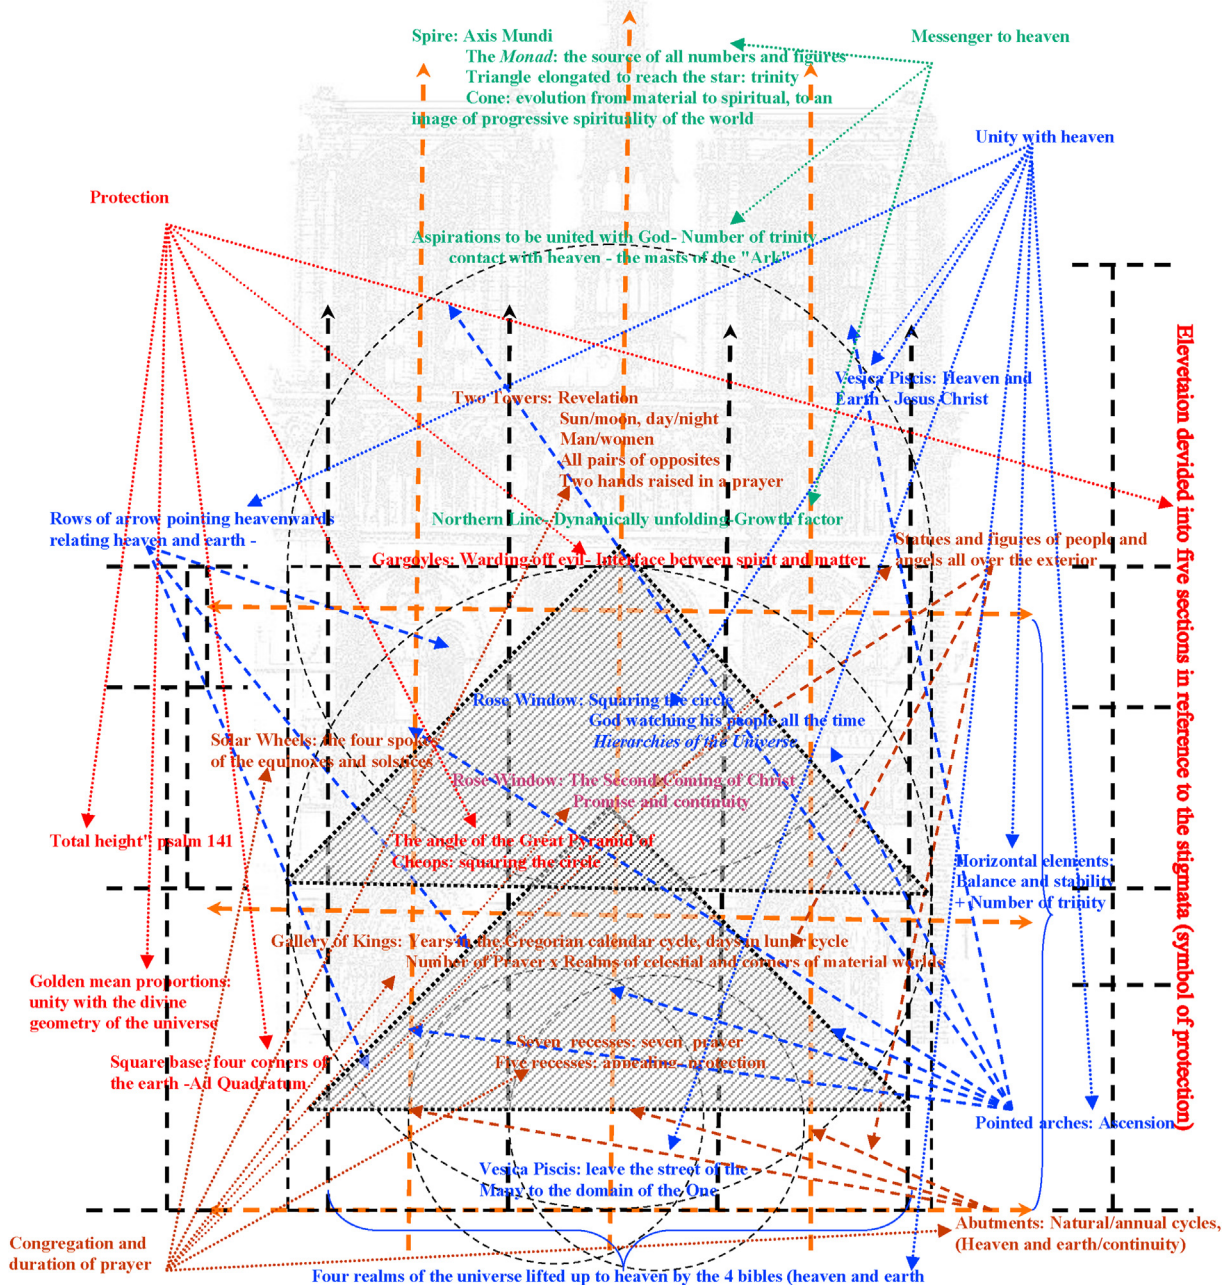 Spire: Axis Mundi
The Monad: the source of all numbers and figures
Triangle elongated to reach the star: trinity
Cone: evolution from material to spiritual, to an
image of progressive spirituality of the world
Messenger to heaven
Unity with heaven
Protection
Aspirations to be united with God- Number of trinity
contact with heaven - the masts of the "Ark"
Vesica Piscis: Heaven and
Earth - Jesus Christ
Two Towers: Revelation
Sun/moon, day/night
Man/women
All pairs of opposites
Two hands raised in a prayer
Elevetaion devided into five sections in reference to the stigmata (symbol of protection)
Rows of arrow pointing heavenwards
relating heaven and earth -
Northern Line- Dynamically unfolding-Growth factor
Statues and figures of people and
angels all over the exterior
Gargoyles: Warding off evil- Interface between spirit and matter
Rose Window: Squaring the circle
God watching his people all the time
Hierarchies of the Universe
Solar Wheels: the four spokes
of the equinoxes and solstices
Rose Window: The Second Coming of Christ
Promise and continuity
Total height" psalm 141
The angle of the Great Pyramid of
Cheops: squaring the circle
Horizontal elements:
Balance and stability
+ Number of trinity
Gallery of Kings: Years in the Gregorian calendar cycle, days in lunar cycle
Number of Prayer x Realms of celestial and corners of material worlds
Golden mean proportions:
unity with the divine
geometry of the universe
Seven recesses: seven prayer
Five recesses: annealing- protection
Square base: four corners of
the earth -Ad Quadratum
Pointed arches: Ascension
Vesica Piscis: leave the street of the
Many to the domain of the One
Abutments: Natural/annual cycles,
(Heaven and earth/continuity)
Congregation and
duration of prayer
Four realms of the universe lifted up to heaven by the 4 bibles (heaven and earth